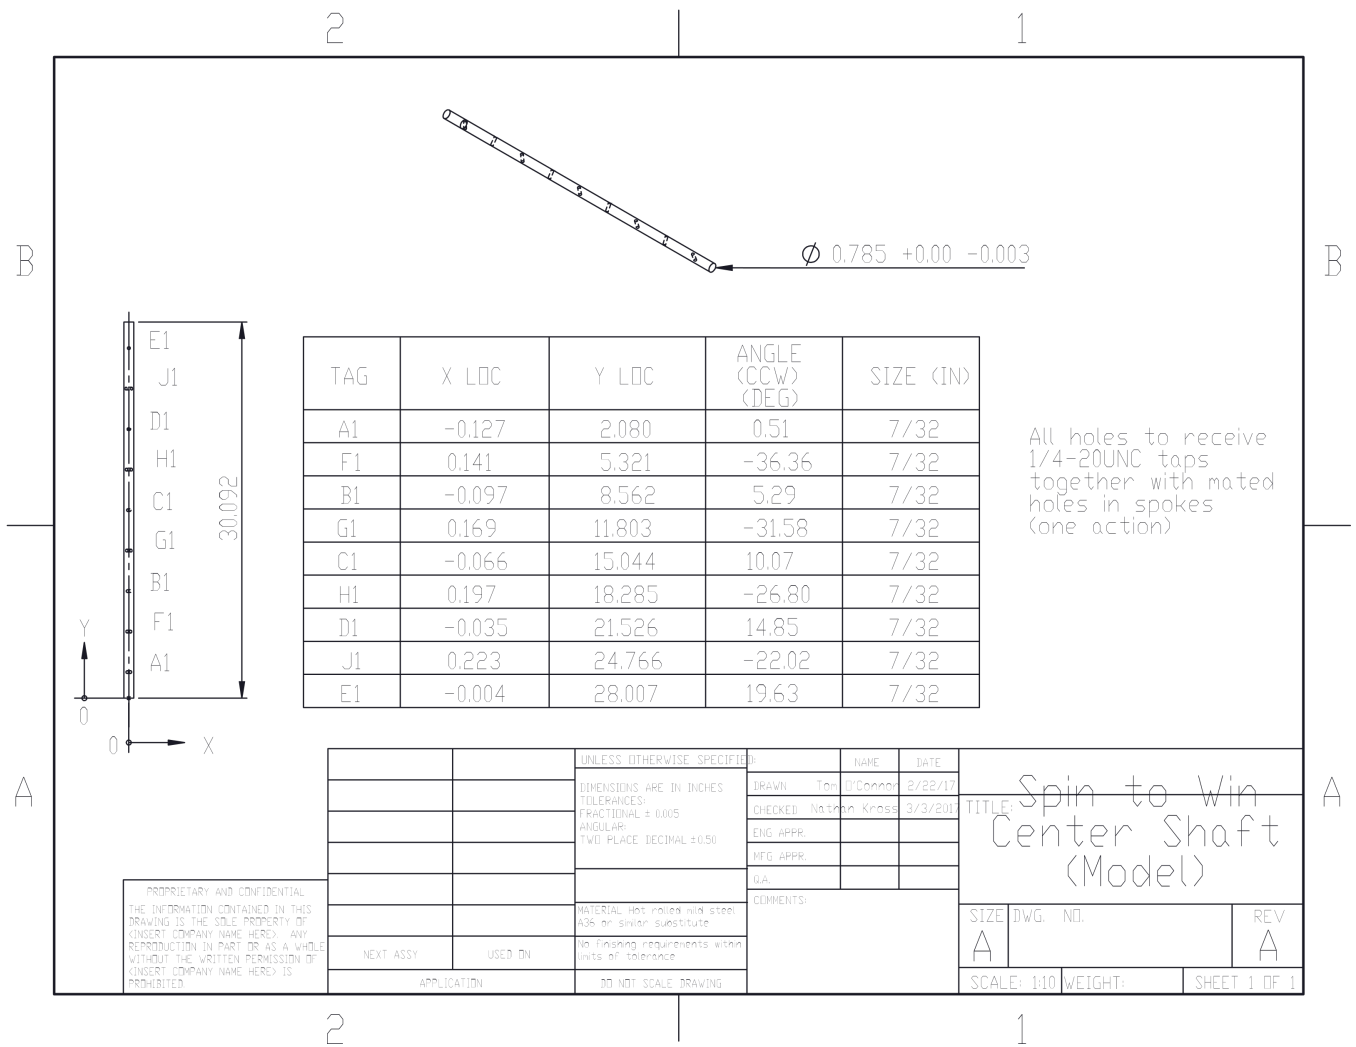 2 1
B B
Ø 0.785 +0.00 -0.003
E1
J1
D1
H1
C1
G1
B1
F1
A1
30.092
Y
0
0 X
TAG X LOC Y LOC ANGLE (CCW) (DEG) SIZE (IN)
A1 -0.127 2.080 0.51 7/32
F1 0.141 5.321 -36.36 7/32
B1 -0.097 8.562 5.29 7/32
G1 0.169 11.803 -31.58 7/32
C1 -0.066 15.044 10.07 7/32
H1 0.197 18.285 -26.80 7/32
D1 -0.035 21.526 14.85 7/32
J1 0.223 24.766 -22.02 7/32
E1 -0.004 28.007 19.63 7/32
All holes to receive
1/4-20UNC taps
together with mated
holes in spokes
(one action)
A A
PROPRIETARY AND CONFIDENTIAL
THE INFORMATION CONTAINED IN THIS
DRAWING IS THE SOLE PROPERTY OF
<INSERT COMPANY NAME HERE>. ANY
REPRODUCTION IN PART OR AS A WHOLE
WITHOUT THE WRITTEN PERMISSION OF
<INSERT COMPANY NAME HERE> IS
PROHIBITED.
NEXT ASSY USED ON
APPLICATION
UNLESS OTHERWISE SPECIFIED:
DIMENSIONS ARE IN INCHES
TOLERANCES:
FRACTIONAL ± 0.005
ANGULAR:
TWO PLACE DECIMAL ±0.50
MATERIAL Hot rolled mild steel
A36 or similar substitute
No finishing requirements within
limits of tolerance
DO NOT SCALE DRAWING
NAME DATE
DRAWN Tom O'Connor 2/22/17
CHECKED Nathan Kross 3/3/2017
ENG APPR.
MFG APPR.
Q.A.
COMMENTS:
TITLE: Spin to Win
Center Shaft
(Model)
SIZE DWG. NO. REV
A A
SCALE: 1:10 WEIGHT: SHEET 1 OF 1
2 1